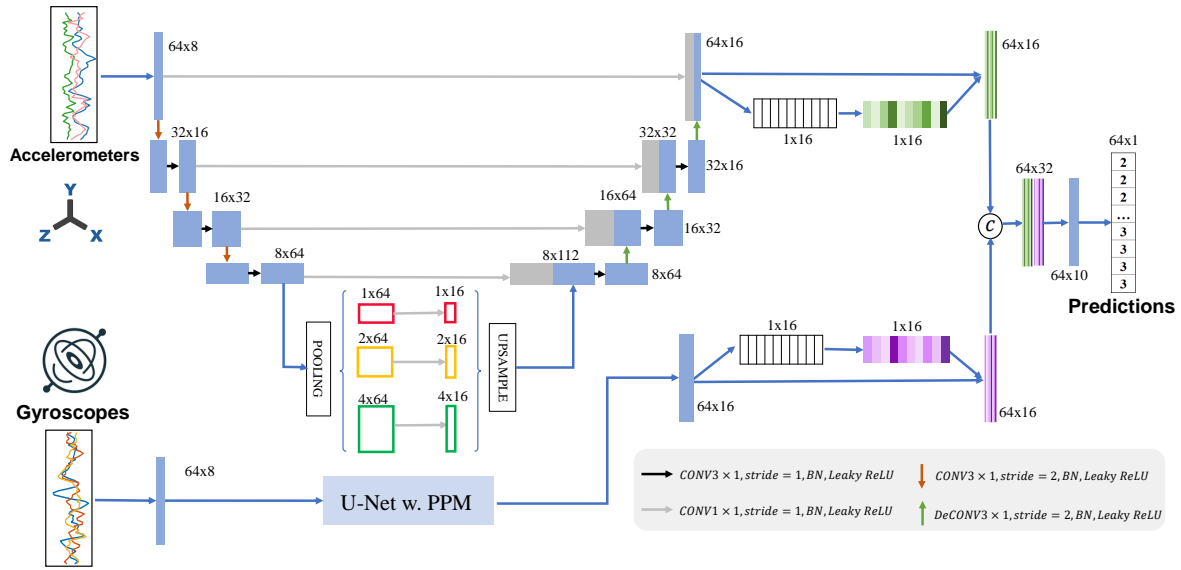 64x8
64x16
64x16
Accelerometers
32x16
32x32
32x16
1x16
1x16
64x1
Y
Z
X
16x32
16x64
16x32
64x32
2
2
2
...
3
3
3
3
C
8x64
8x112
8x64
64x10
Predictions
1x64
1x16
2x64
2x16
4x64
4x16
POOLING
UPSAMPLE
1x16
1x16
64x16
64x16
Gyroscopes
64x8
U-Net w. PPM
CONV3 × 1, stride = 1, BN, Leaky ReLU
CONV3 × 1, stride = 2, BN, Leaky ReLU
CONV1 × 1, stride = 1, BN, Leaky ReLU
DeCONV3 × 1, stride = 2, BN, Leaky ReLU